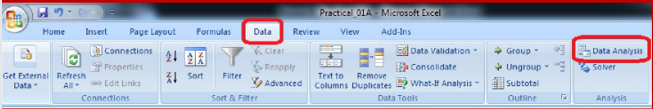 Practical_01A - Microsoft Excel
Home Insert Page Layout Formulas Data Review View Add-Ins
Get External Data
Refresh All
Connections
Properties
Edit Links
Connections
Sort
Filter
Clear
Reapply
Advanced
Sort & Filter
Text to Columns
Remove Duplicates
Data Validation
Consolidate
What-If Analysis
Data Tools
Group
Ungroup
Subtotal
Outline
Data Analysis
Solver
Analysis